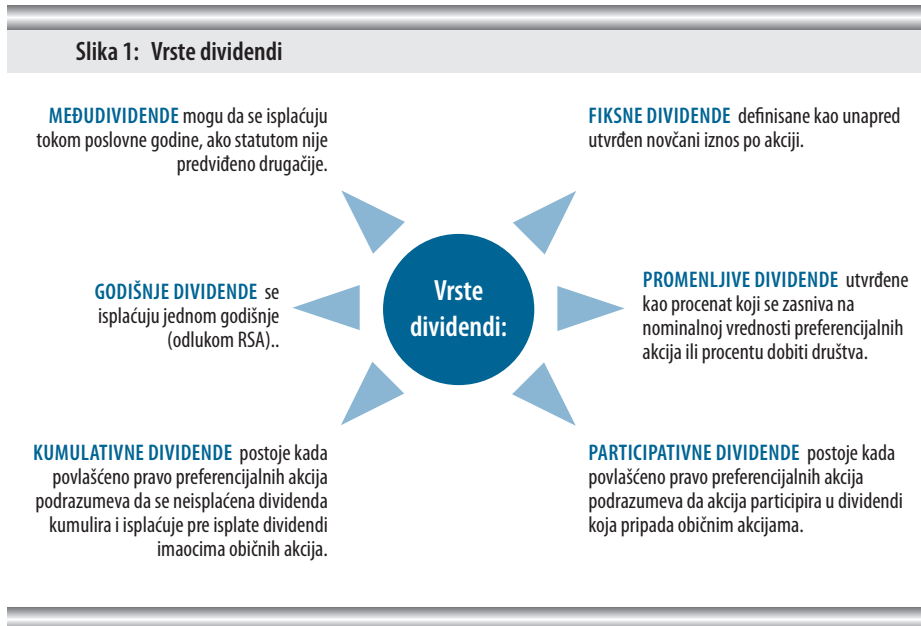 Slika 1: Vrste dividendi
MEĐUDIVIDENDE mogu da se isplaćuju
tokom poslovne godine, ako statutom nije
predviđeno drugačije.
FIKSNE DIVIDENDE definisane kao unapred
utvrđen novčani iznos po akciji.
GODIŠNJE DIVIDENDE se
isplaćuju jednom godišnje
(odlukom RSA)..
Vrste
dividendi:
PROMENLJIVE DIVIDENDE utvrđene
kao procenat koji se zasniva na
nominalnoj vrednosti preferencijalnih
akcija ili procentu dobiti društva.
KUMULATIVNE DIVIDENDE postoje kada
povlašćeno pravo preferencijalnih akcija
podrazumeva da se neisplaćena dividenda
kumulira i isplaćuje pre isplate dividendi
imaocima običnih akcija.
PARTICIPATIVNE DIVIDENDE postoje kada
povlašćeno pravo preferencijalnih akcija
podrazumeva da akcija participira u dividendi
koja pripada običnim akcijama.